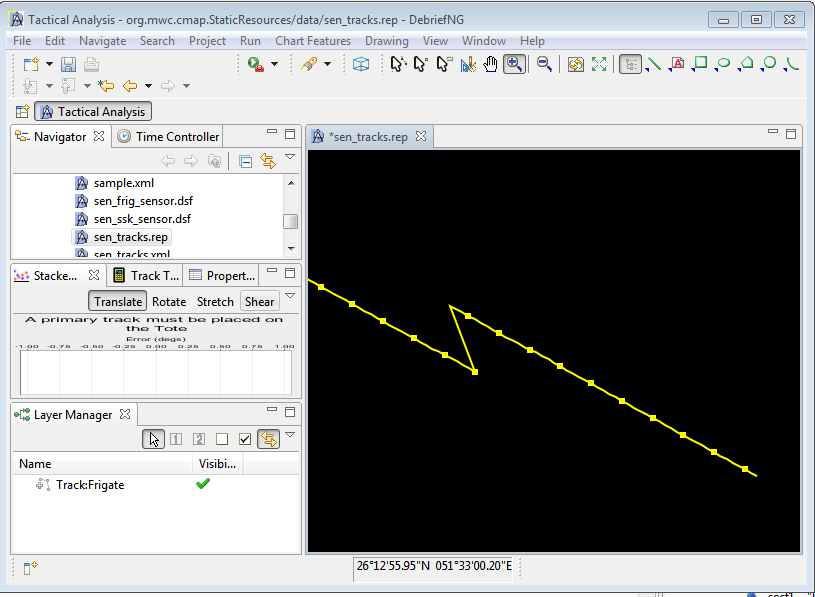 Tactical Analysis - org.mwc.cmap.StaticResources/data/sen_tracks.rep - DebriefNG
File Edit Navigate Search Project Run Chart Features Drawing View Window Help
Tactical Analysis
Navigator Time Controller
*sen_tracks.rep
sample.xml
sen_frig_sensor.dsf
sen_ssk_sensor.dsf
sen_tracks.rep
sen_tracks.xml
Stacke... Track T... Propert...
Translate Rotate Stretch Shear
A primary track must be placed on
the Tote
Error (degs)
-1.00 -0.75 -0.50 -0.25 0.00 0.25 0.50 0.75 1.00
Layer Manager
1 2
Name Visibi...
Track:Frigate
26°12'55.95"N 051°33'00.20"E